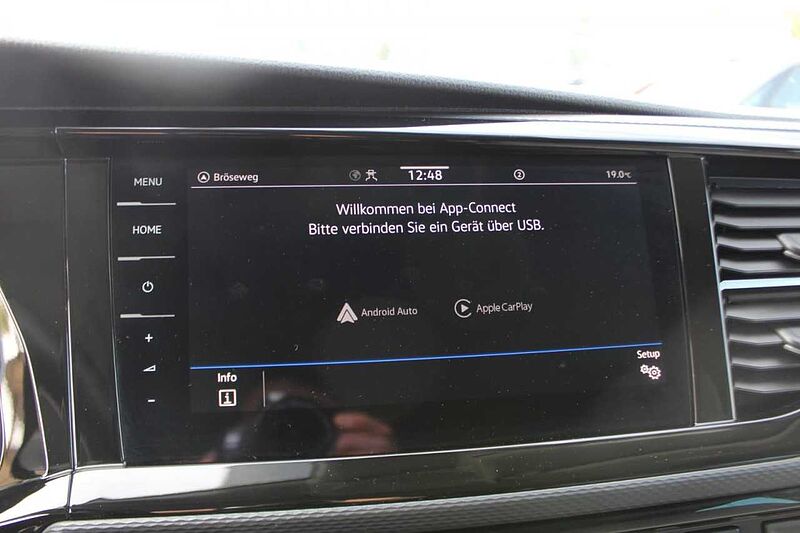 MENU
HOME
+
-
Bröseweg
12:48
2
19.0°C
Willkommen bei App-Connect
Bitte verbinden Sie ein Gerät über USB.
Android Auto
Apple CarPlay
Info
i
Setup